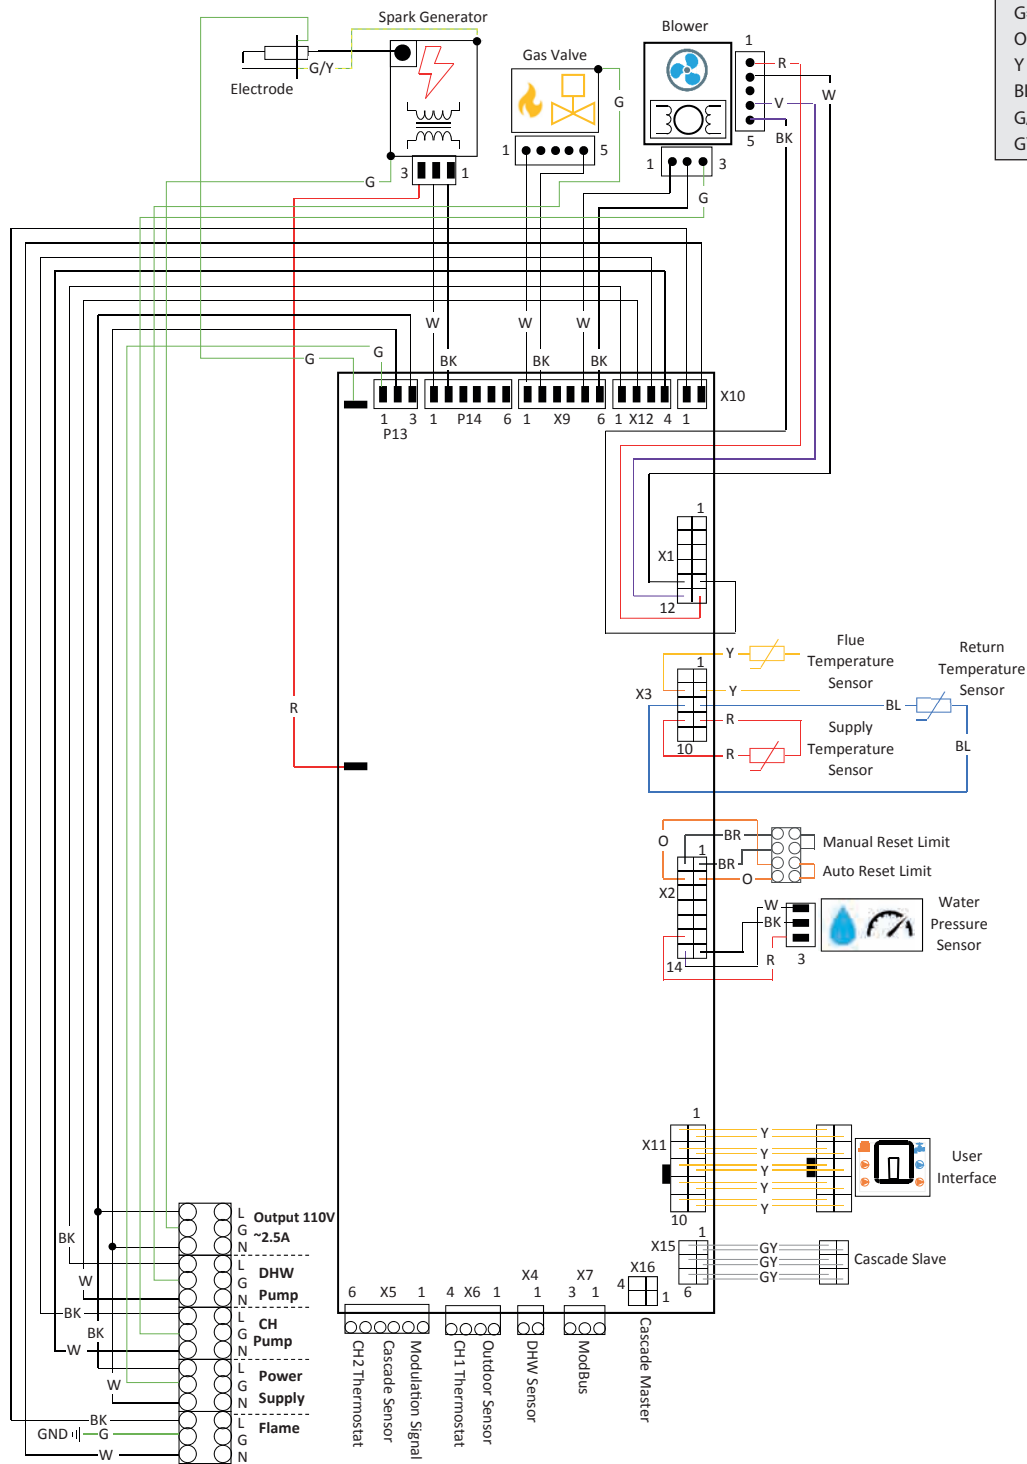 Spark Generator
Blower
G
O
Y
Gas Valve
1
R
G/Y
Electrode
W
G
V
BK
5
1
5
3
1
1
3
G
G
W
W
W
G
G
BK
BK
BK
X10
1
3
1
P14
6
1
X9
6
1
X12
4
1
P13
1
X1
12
Flue
Temperature
Sensor
Return
Temperature
Sensor
Y
1
Y
X3
BL
R
Supply
Temperature
Sensor
10
R
BL
R
O
BR
1
BR
Manual Reset Limit
O
Auto Reset Limit
X2
W
BK
Water
Pressure
Sensor
14
R
3
1
X11
Y
Y
Y
Y
Y
User
Interface
10
L
G
N
Output 110V
~2.5A
BK
L
G
N
DHW
Pump
W
BK
L
G
N
CH
Pump
BK
W
L
G
N
Power
Supply
W
BK
L
G
N
Flame
GND
G
W
X15
1
GY
GY
GY
6
Cascade Slave
6
X5
1
4
X6
1
X4
1
X7
3
1
X16
4
1
CH2 Thermostat
Cascade Sensor
Modulation Signal
CH1 Thermostat
Outdoor Sensor
DHW Sensor
ModBus
Cascade Master